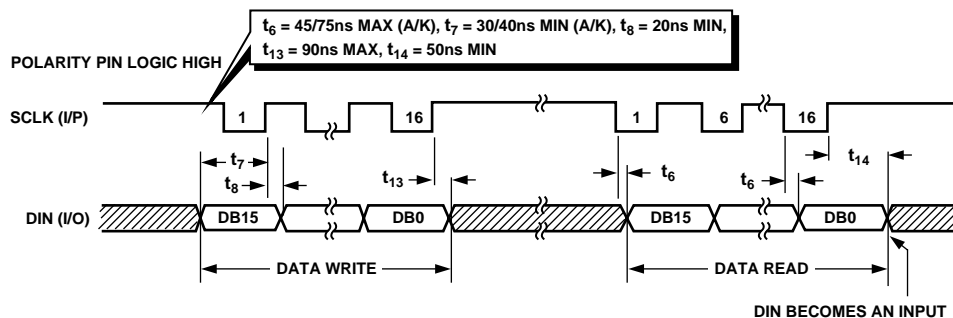 t6 = 45/75ns MAX (A/K), t7 = 30/40ns MIN (A/K), t8 = 20ns MIN,
t13 = 90ns MAX, t14 = 50ns MIN
POLARITY PIN LOGIC HIGH
SCLK (I/P)
1
16
1
6
16
t7
t8
t13
t6
t6
t14
DIN (I/O)
DB15
DB0
DB15
DB0
DATA WRITE
DATA READ
DIN BECOMES AN INPUT